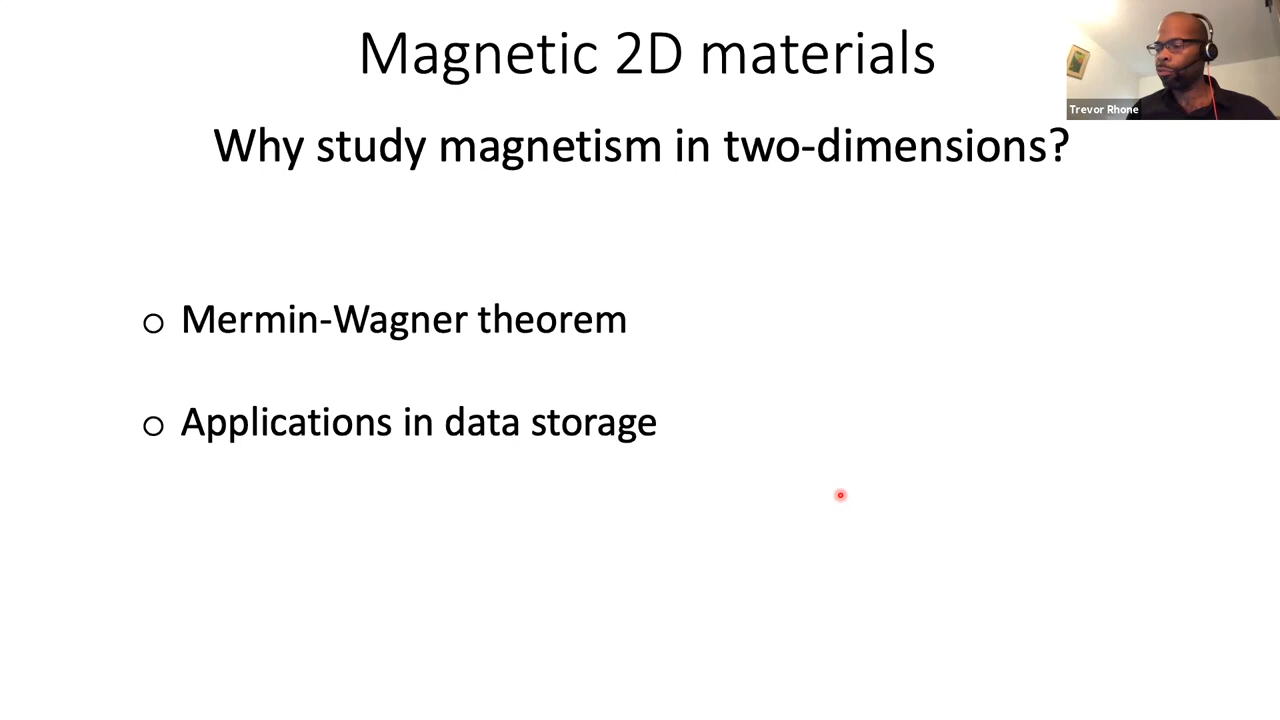 Magnetic 2D materials
Trevor Rhone
Why study magnetism in two-dimensions?
o Mermin-Wagner theorem
o Applications in data storage